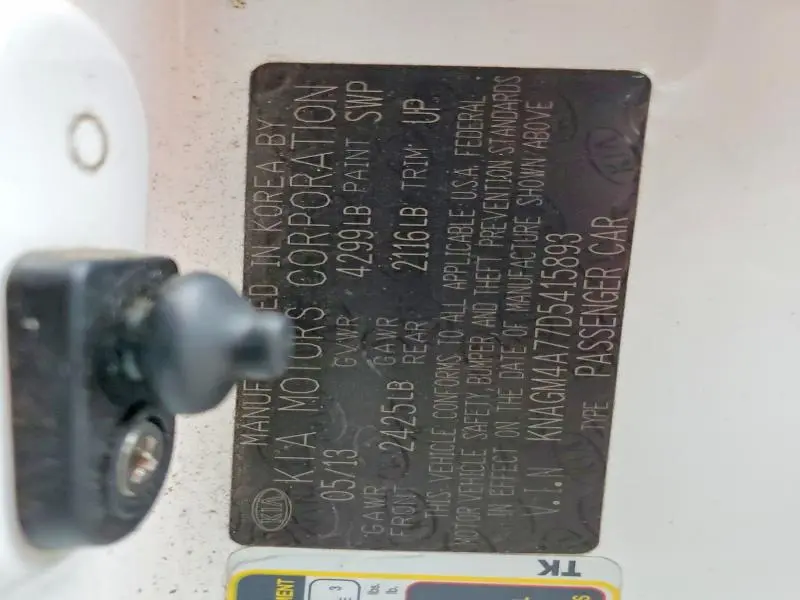 MANUFACTURED IN KOREA BY
KIA KIA MOTORS CORPORATION
05/13 GVWR 4299LB PAINT SWP
GAWR FRONT 2425LB GAWR REAR 2116LB TRIM UP
THIS VEHICLE CONFORMS TO ALL APPLICABLE U.S.A. FEDERAL
MOTOR VEHICLE SAFETY BUMPER AND THEFT PREVENTION STANDARDS
IN EFFECT ON THE DATE OF MANUFACTURE SHOWN ABOVE
V.I.N KNAGM4A77D5415893
TYPE PASSENGER CAR
TK